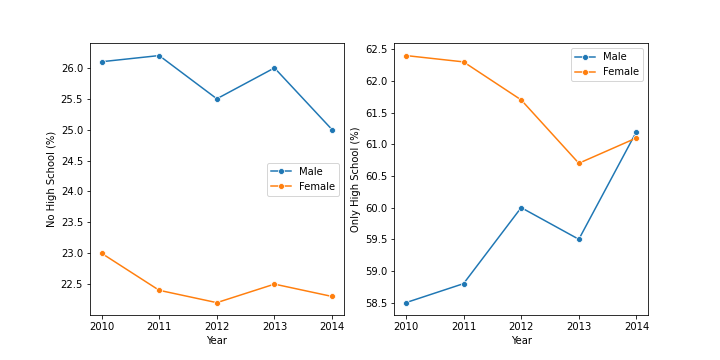 No High School (%)
26.0
25.5
25.0
24.5
24.0
23.5
23.0
22.5
Male
Female
2010 2011 2012 2013 2014
Year
Only High School (%)
62.5
62.0
61.5
61.0
60.5
60.0
59.5
59.0
58.5
Male
Female
2010 2011 2012 2013 2014
Year